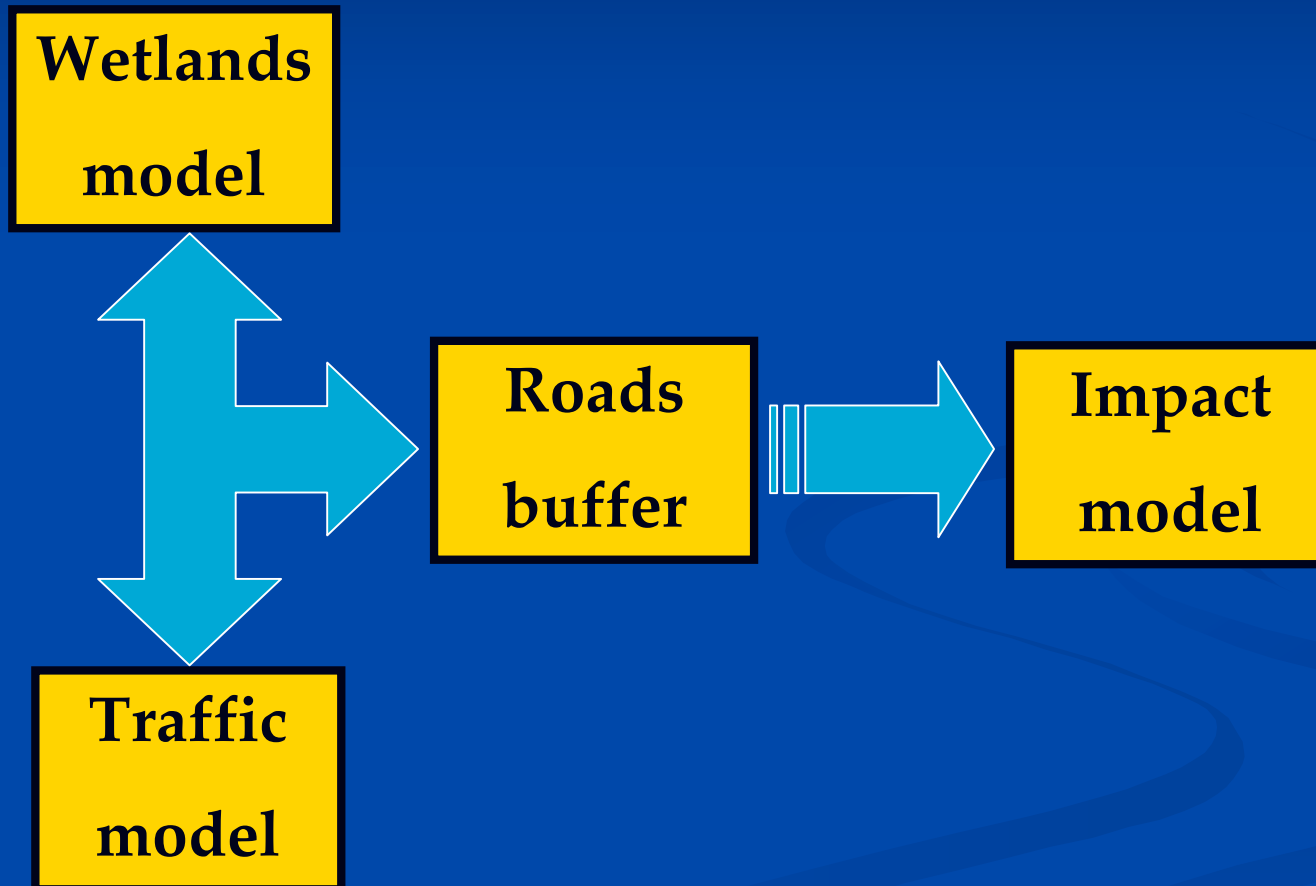 Wetlands
model
Roads
buffer
Impact
model
Traffic
model